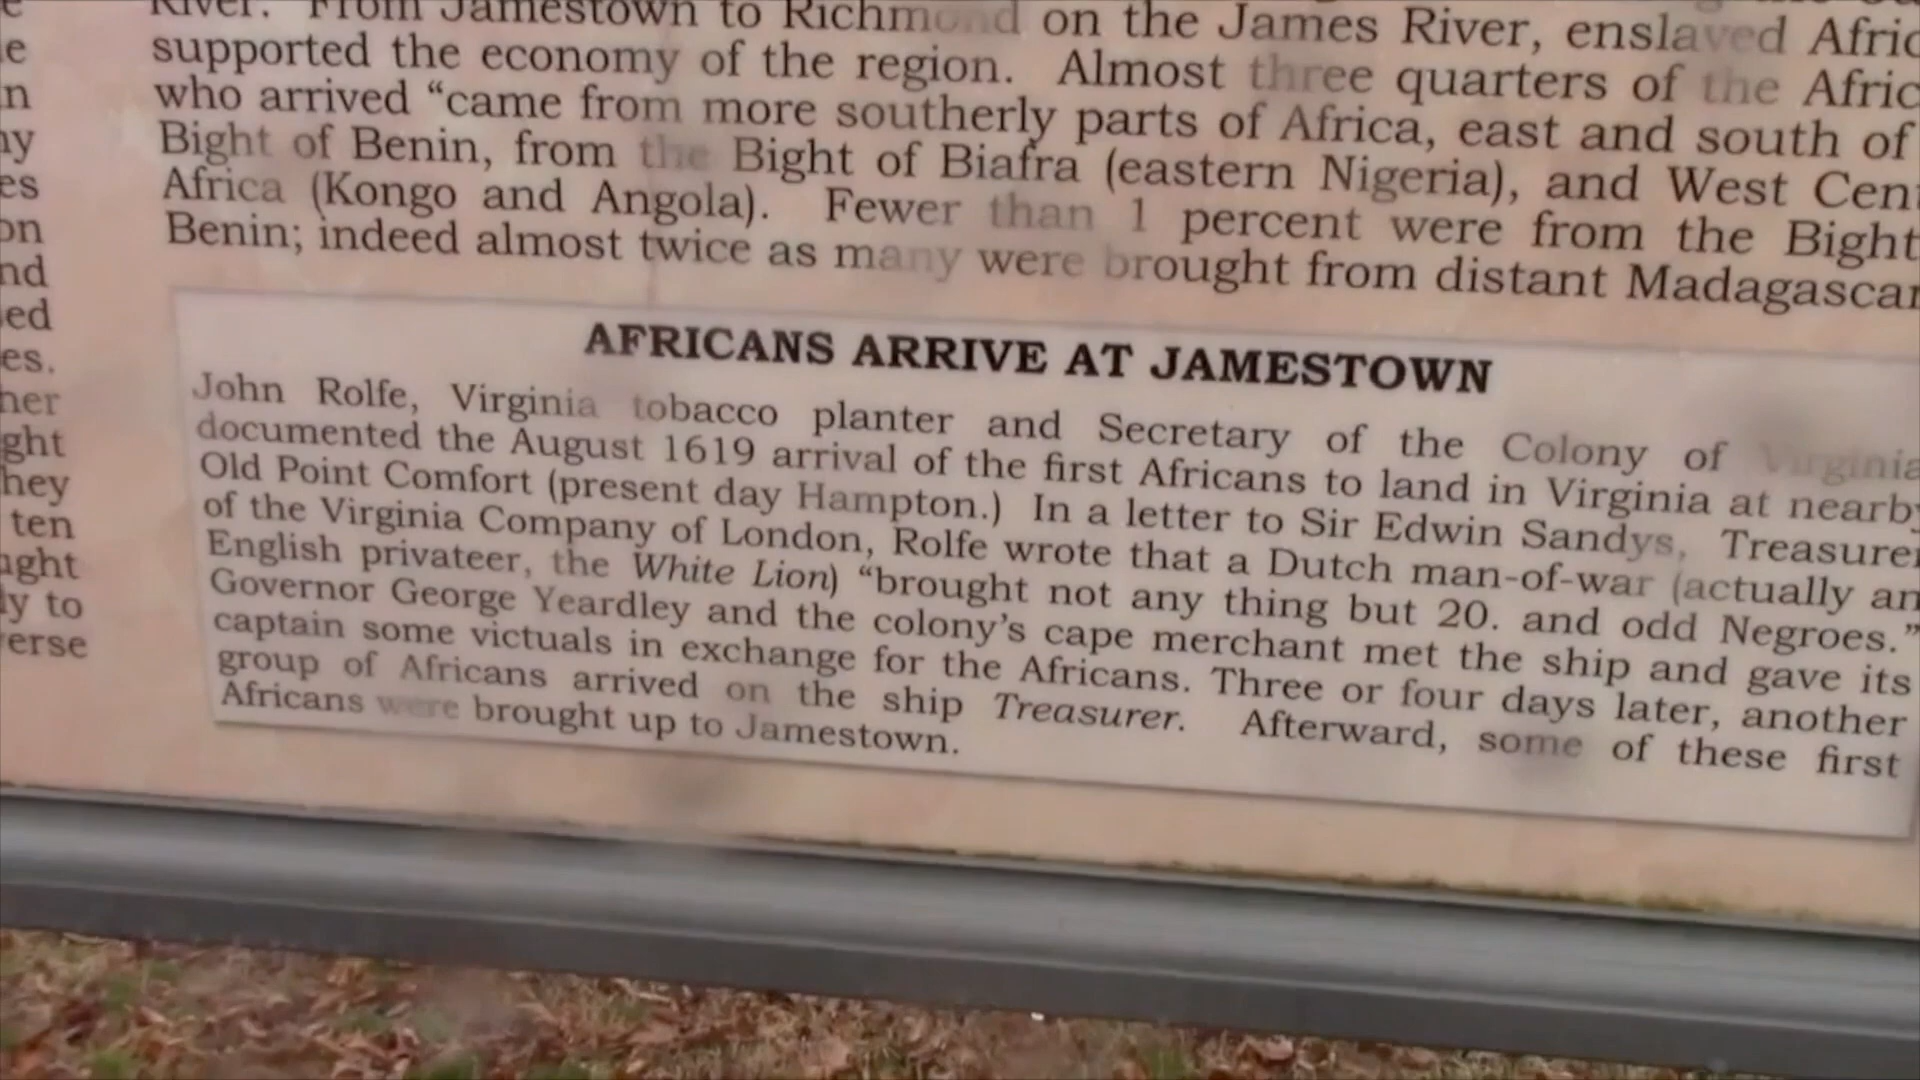 e
e
n
ny
es
on
nd
ed
es.
her
ght
hey
ten
ught
ly to
verse
River. From Jamestown to Richmond on the James River, enslaved Afric
supported the economy of the region. Almost three quarters of the Afric
who arrived “came from more southerly parts of Africa, east and south of
Bight of Benin, from the Bight of Biafra (eastern Nigeria), and West Cent
Africa (Kongo and Angola). Fewer than 1 percent were from the Bight
Benin; indeed almost twice as many were brought from distant Madagascar
AFRICANS ARRIVE AT JAMESTOWN
John Rolfe, Virginia tobacco planter and Secretary of the Colony of Virginia
documented the August 1619 arrival of the first Africans to land in Virginia at nearby
Old Point Comfort (present day Hampton.) In a letter to Sir Edwin Sandys, Treasurer
of the Virginia Company of London, Rolfe wrote that a Dutch man-of-war (actually an
English privateer, the White Lion) “brought not any thing but 20. and odd Negroes.”
Governor George Yeardley and the colony’s cape merchant met the ship and gave its
captain some victuals in exchange for the Africans. Three or four days later, another
group of Africans arrived on the ship Treasurer. Afterward, some of these first
Africans were brought up to Jamestown.